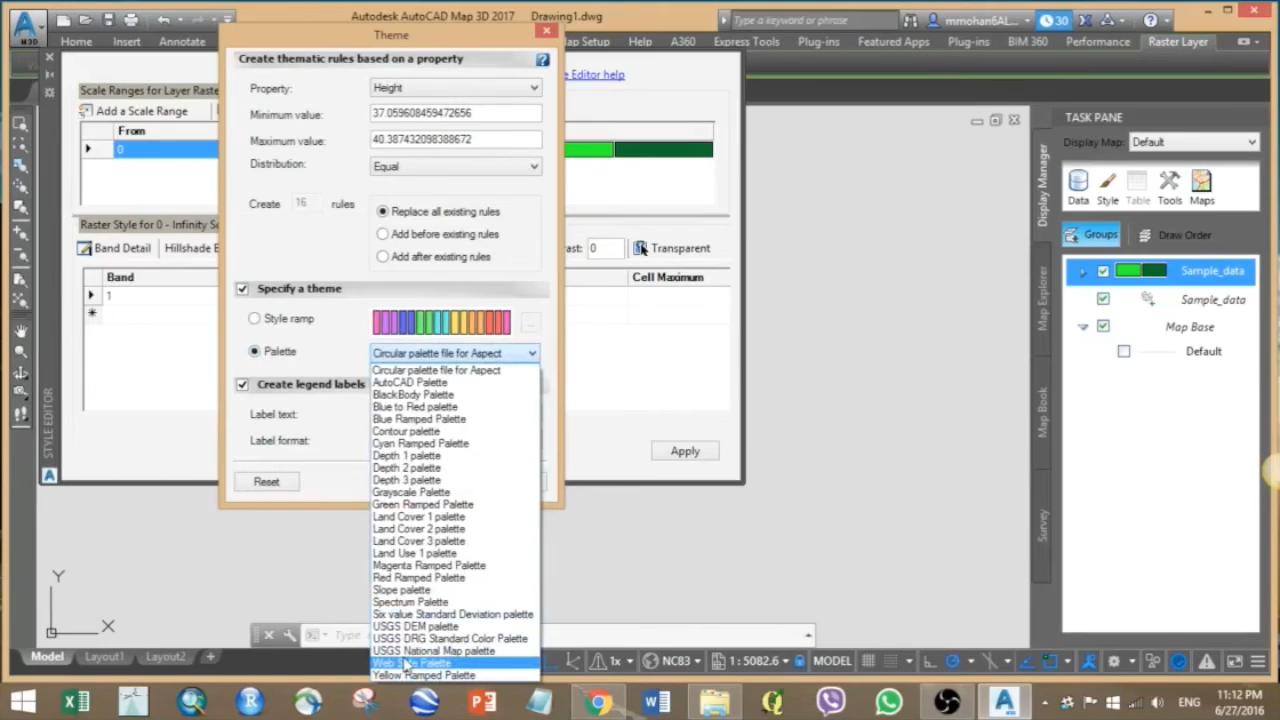 Autodesk AutoCAD Map 3D 2017 Drawing1.dwg
Type a keyword or phrase
mmohan6AL...
30
M3D
Home Insert Annotate
ap Setup Help A360 Express Tools Plug-ins Featured Apps Plug-ins BIM 360 Performance Raster Layer
Theme
Create thematic rules based on a property
Property: Height
Minimum value: 37.059608459472656
Maximum value: 40.387432098388672
Distribution: Equal
Create 16 rules
Replace all existing rules
Add before existing rules
Add after existing rules
Specify a theme
Style ramp
...
Palette Circular palette file for Aspect
Circular palette file for Aspect
AutoCAD Palette
BlackBody Palette
Blue to Red palette
Blue Ramped Palette
Contour palette
Cyan Ramped Palette
Depth 1 palette
Depth 2 palette
Depth 3 palette
Grayscale Palette
Green Ramped Palette
Land Cover 1 palette
Land Cover 2 palette
Land Cover 3 palette
Land Use 1 palette
Magenta Ramped Palette
Red Ramped Palette
Slope palette
Spectrum Palette
Six value Standard Deviation palette
USGS DEM palette
USGS DRG Standard Color Palette
USGS National Map palette
Palette
Yellow Ramped Palette
Create legend labels
Label text:
Label format:
Reset
Scale Ranges for Layer Raste
Add a Scale Range
From
0
Raster Style for 0 - Infinity Sc
Band Detail Hillshade E
Band
1
e Editor help
ast: 0 Transparent
Cell Maximum
Apply
STYLE EDITOR
TASK PANE
Display Map: Default
Data Style Table Tools Maps
Groups Draw Order
Sample_data
Sample_data
Map Base
Default
Display Manager
Map Explorer
Map Book
Survey
Y
X
Type
Model Layout1 Layout2 +
1x NC83 1 : 5082.6 MODEL
ENG
11:12 PM
6/27/2016